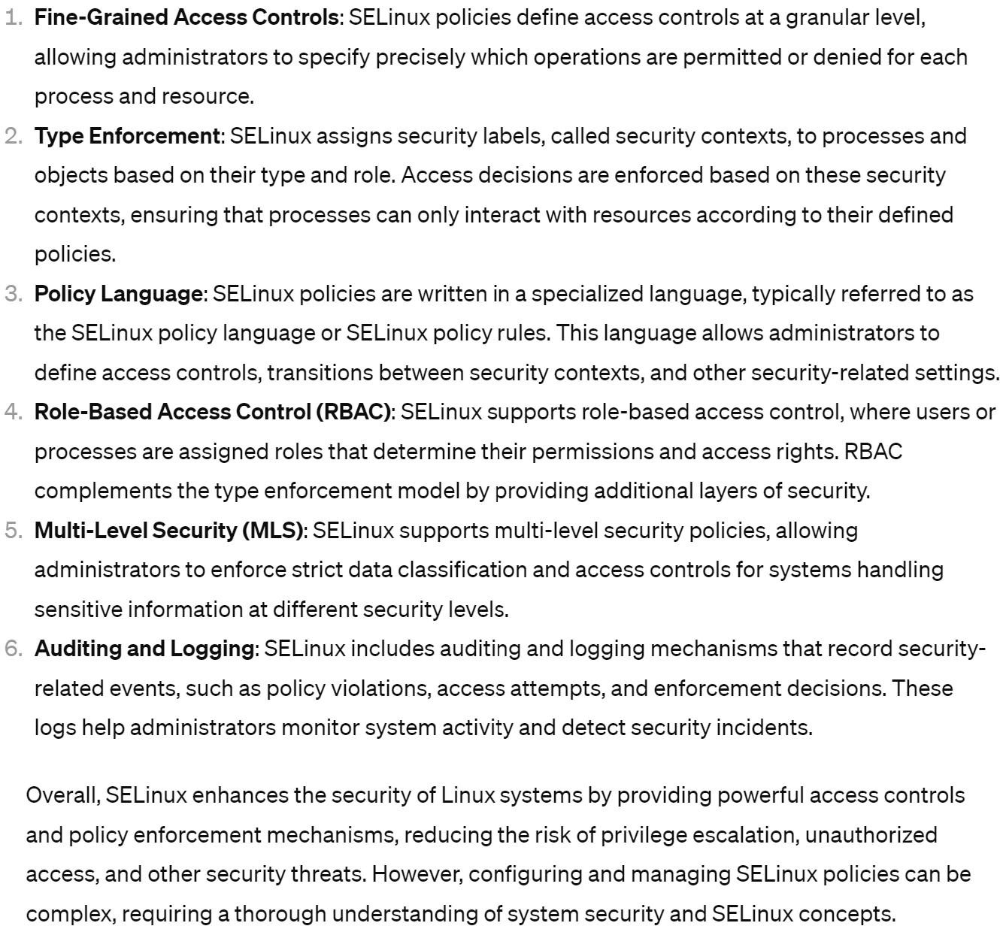 1. Fine-Grained Access Controls: SELinux policies define access controls at a granular level,
allowing administrators to specify precisely which operations are permitted or denied for each
process and resource.
2. Type Enforcement: SELinux assigns security labels, called security contexts, to processes and
objects based on their type and role. Access decisions are enforced based on these security
contexts, ensuring that processes can only interact with resources according to their defined
policies.
3. Policy Language: SELinux policies are written in a specialized language, typically referred to as
the SELinux policy language or SELinux policy rules. This language allows administrators to
define access controls, transitions between security contexts, and other security-related settings.
4. Role-Based Access Control (RBAC): SELinux supports role-based access control, where users or
processes are assigned roles that determine their permissions and access rights. RBAC
complements the type enforcement model by providing additional layers of security.
5. Multi-Level Security (MLS): SELinux supports multi-level security policies, allowing
administrators to enforce strict data classification and access controls for systems handling
sensitive information at different security levels.
6. Auditing and Logging: SELinux includes auditing and logging mechanisms that record security-
related events, such as policy violations, access attempts, and enforcement decisions. These
logs help administrators monitor system activity and detect security incidents.
Overall, SELinux enhances the security of Linux systems by providing powerful access controls
and policy enforcement mechanisms, reducing the risk of privilege escalation, unauthorized
access, and other security threats. However, configuring and managing SELinux policies can be
complex, requiring a thorough understanding of system security and SELinux concepts.